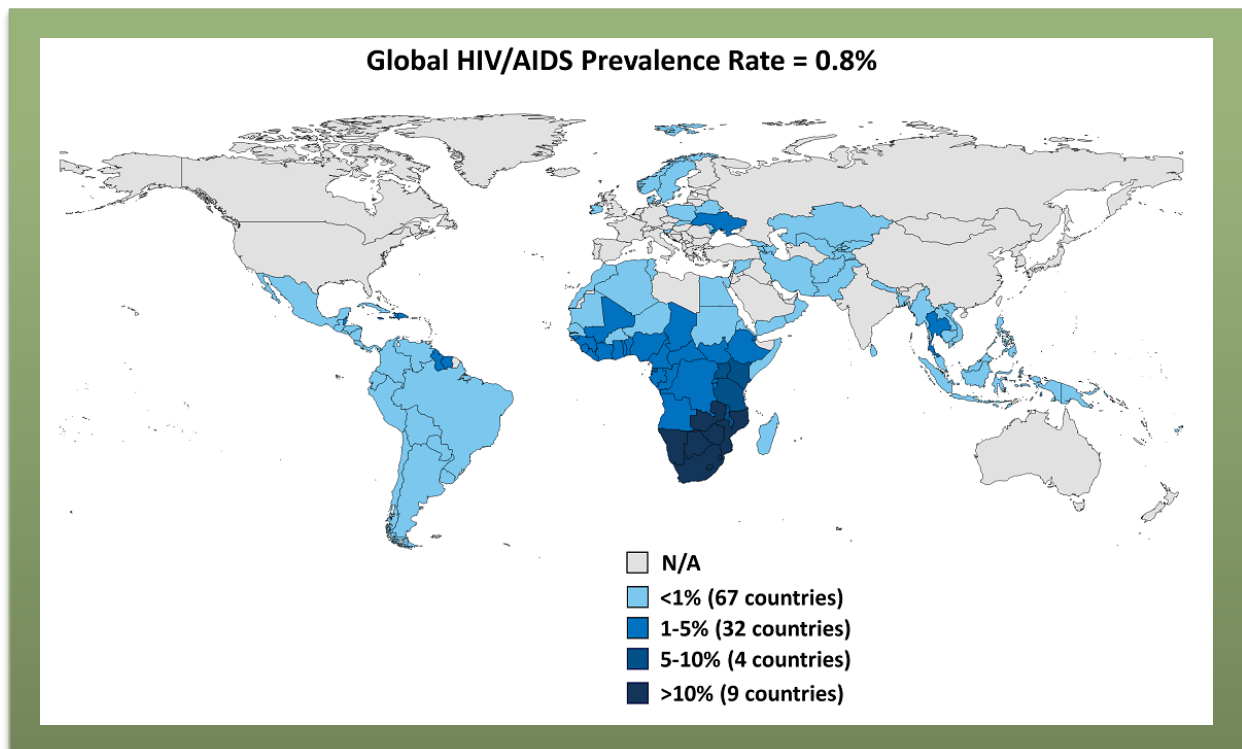 Global HIV/AIDS Prevalence Rate = 0.8%
N/A
<1% (67 countries)
1-5% (32 countries)
5-10% (4 countries)
>10% (9 countries)